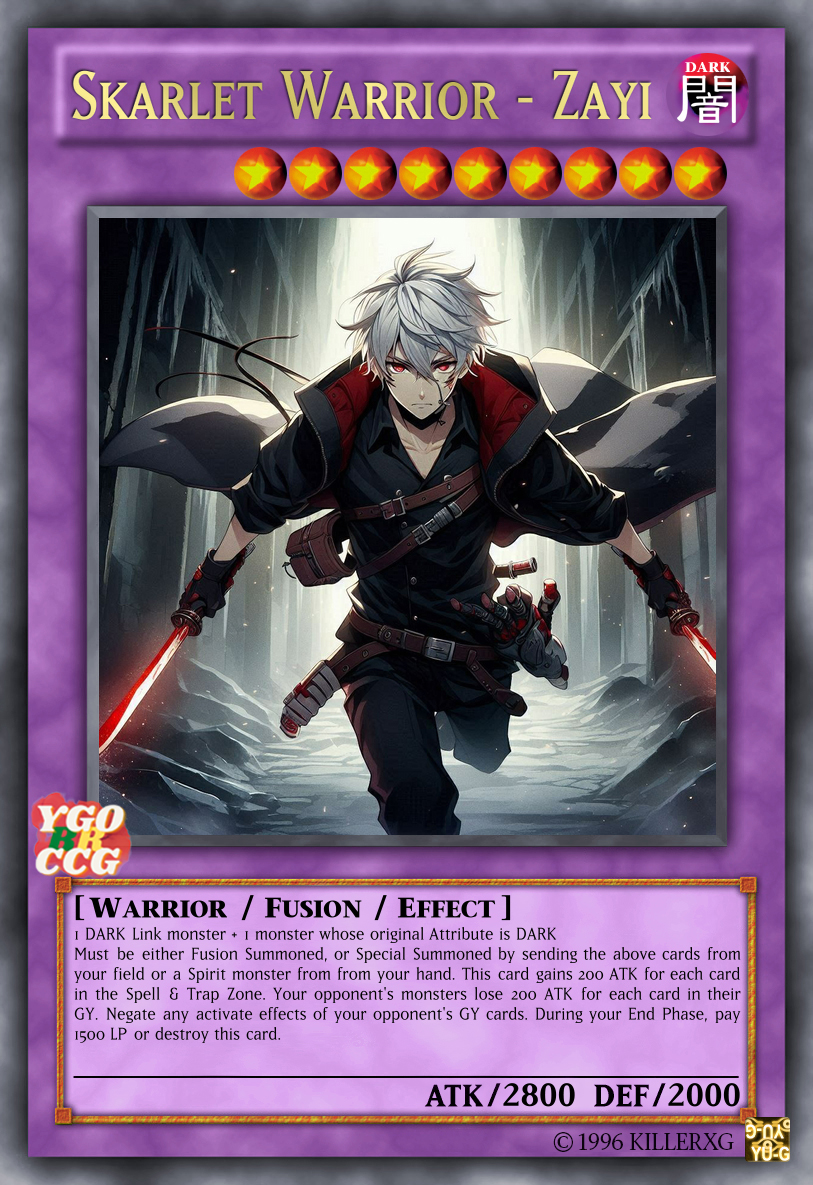 Skarlet Warrior - Zayi
DARK
闇
YGO
RR
CCG
[ Warrior / Fusion / Effect ]
1 DARK Link monster + 1 monster whose original Attribute is DARK
Must be either Fusion Summoned, or Special Summoned by sending the above cards from
your field or a Spirit monster from from your hand. This card gains 200 ATK for each card
in the Spell & Trap Zone. Your opponent's monsters lose 200 ATK for each card in their
GY. Negate any activate effects of your opponent's GY cards. During your End Phase, pay
1500 LP or destroy this card.
ATK/2800 DEF/2000
© 1996 KILLERXG